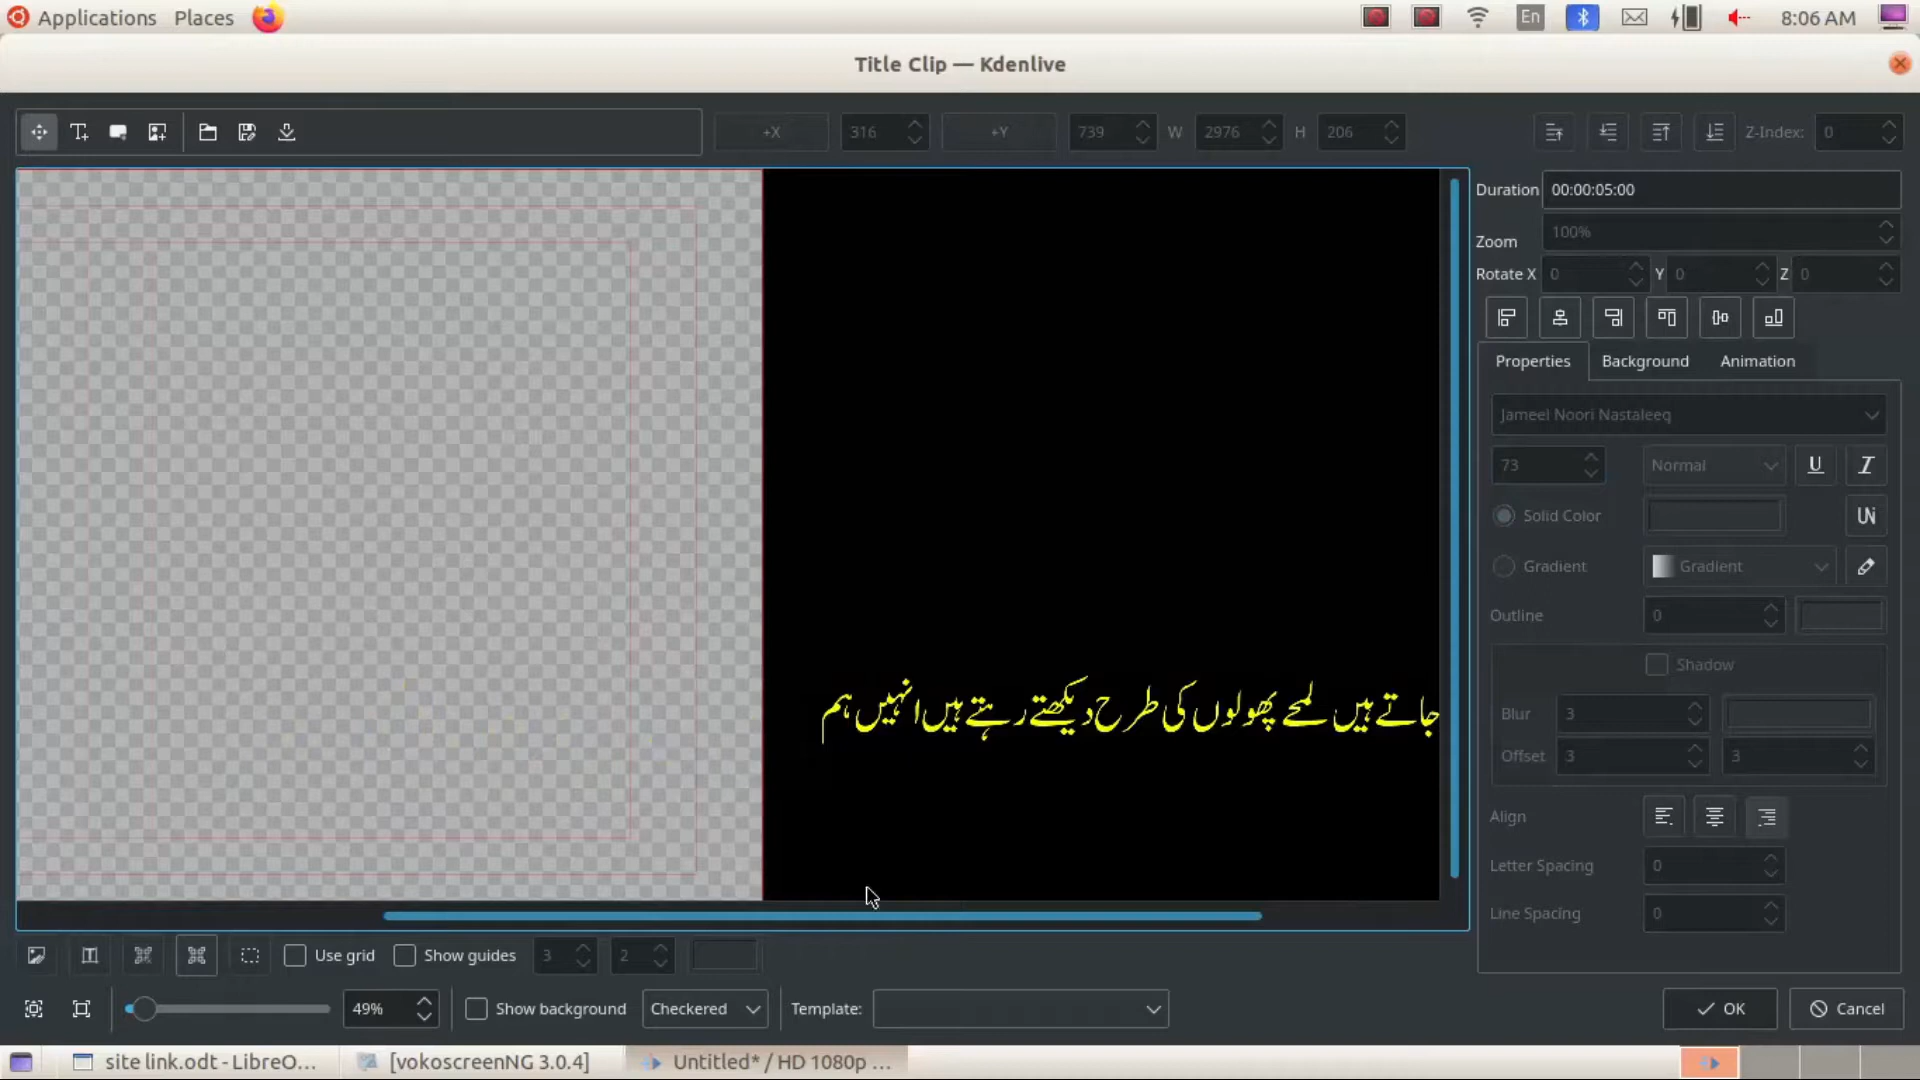 Applications Places En 8:06 AM
Title Clip — Kdenlive
+X 316 +Y 739 W 2976 H 206 Z-Index: 0
Duration 00:00:05:00
Zoom 100%
Rotate X 0 Y 0 Z 0
Properties Background Animation
Jameel Noori Nastaleeq
73 Normal U I
Solid Color
Gradient Gradient
Outline 0
Shadow
جاتے ہیں لمحے پھولوں کی طرح دیکھتے رہتے ہیں انہیں ہم
Blur 3
Offset 3 3
Align
Letter Spacing 0
Line Spacing 0
Use grid Show guides 3 2
49% Show background Checkered Template: OK Cancel
site link.odt - LibreO... [vokoscreenNG 3.0.4] Untitled* / HD 1080p ...